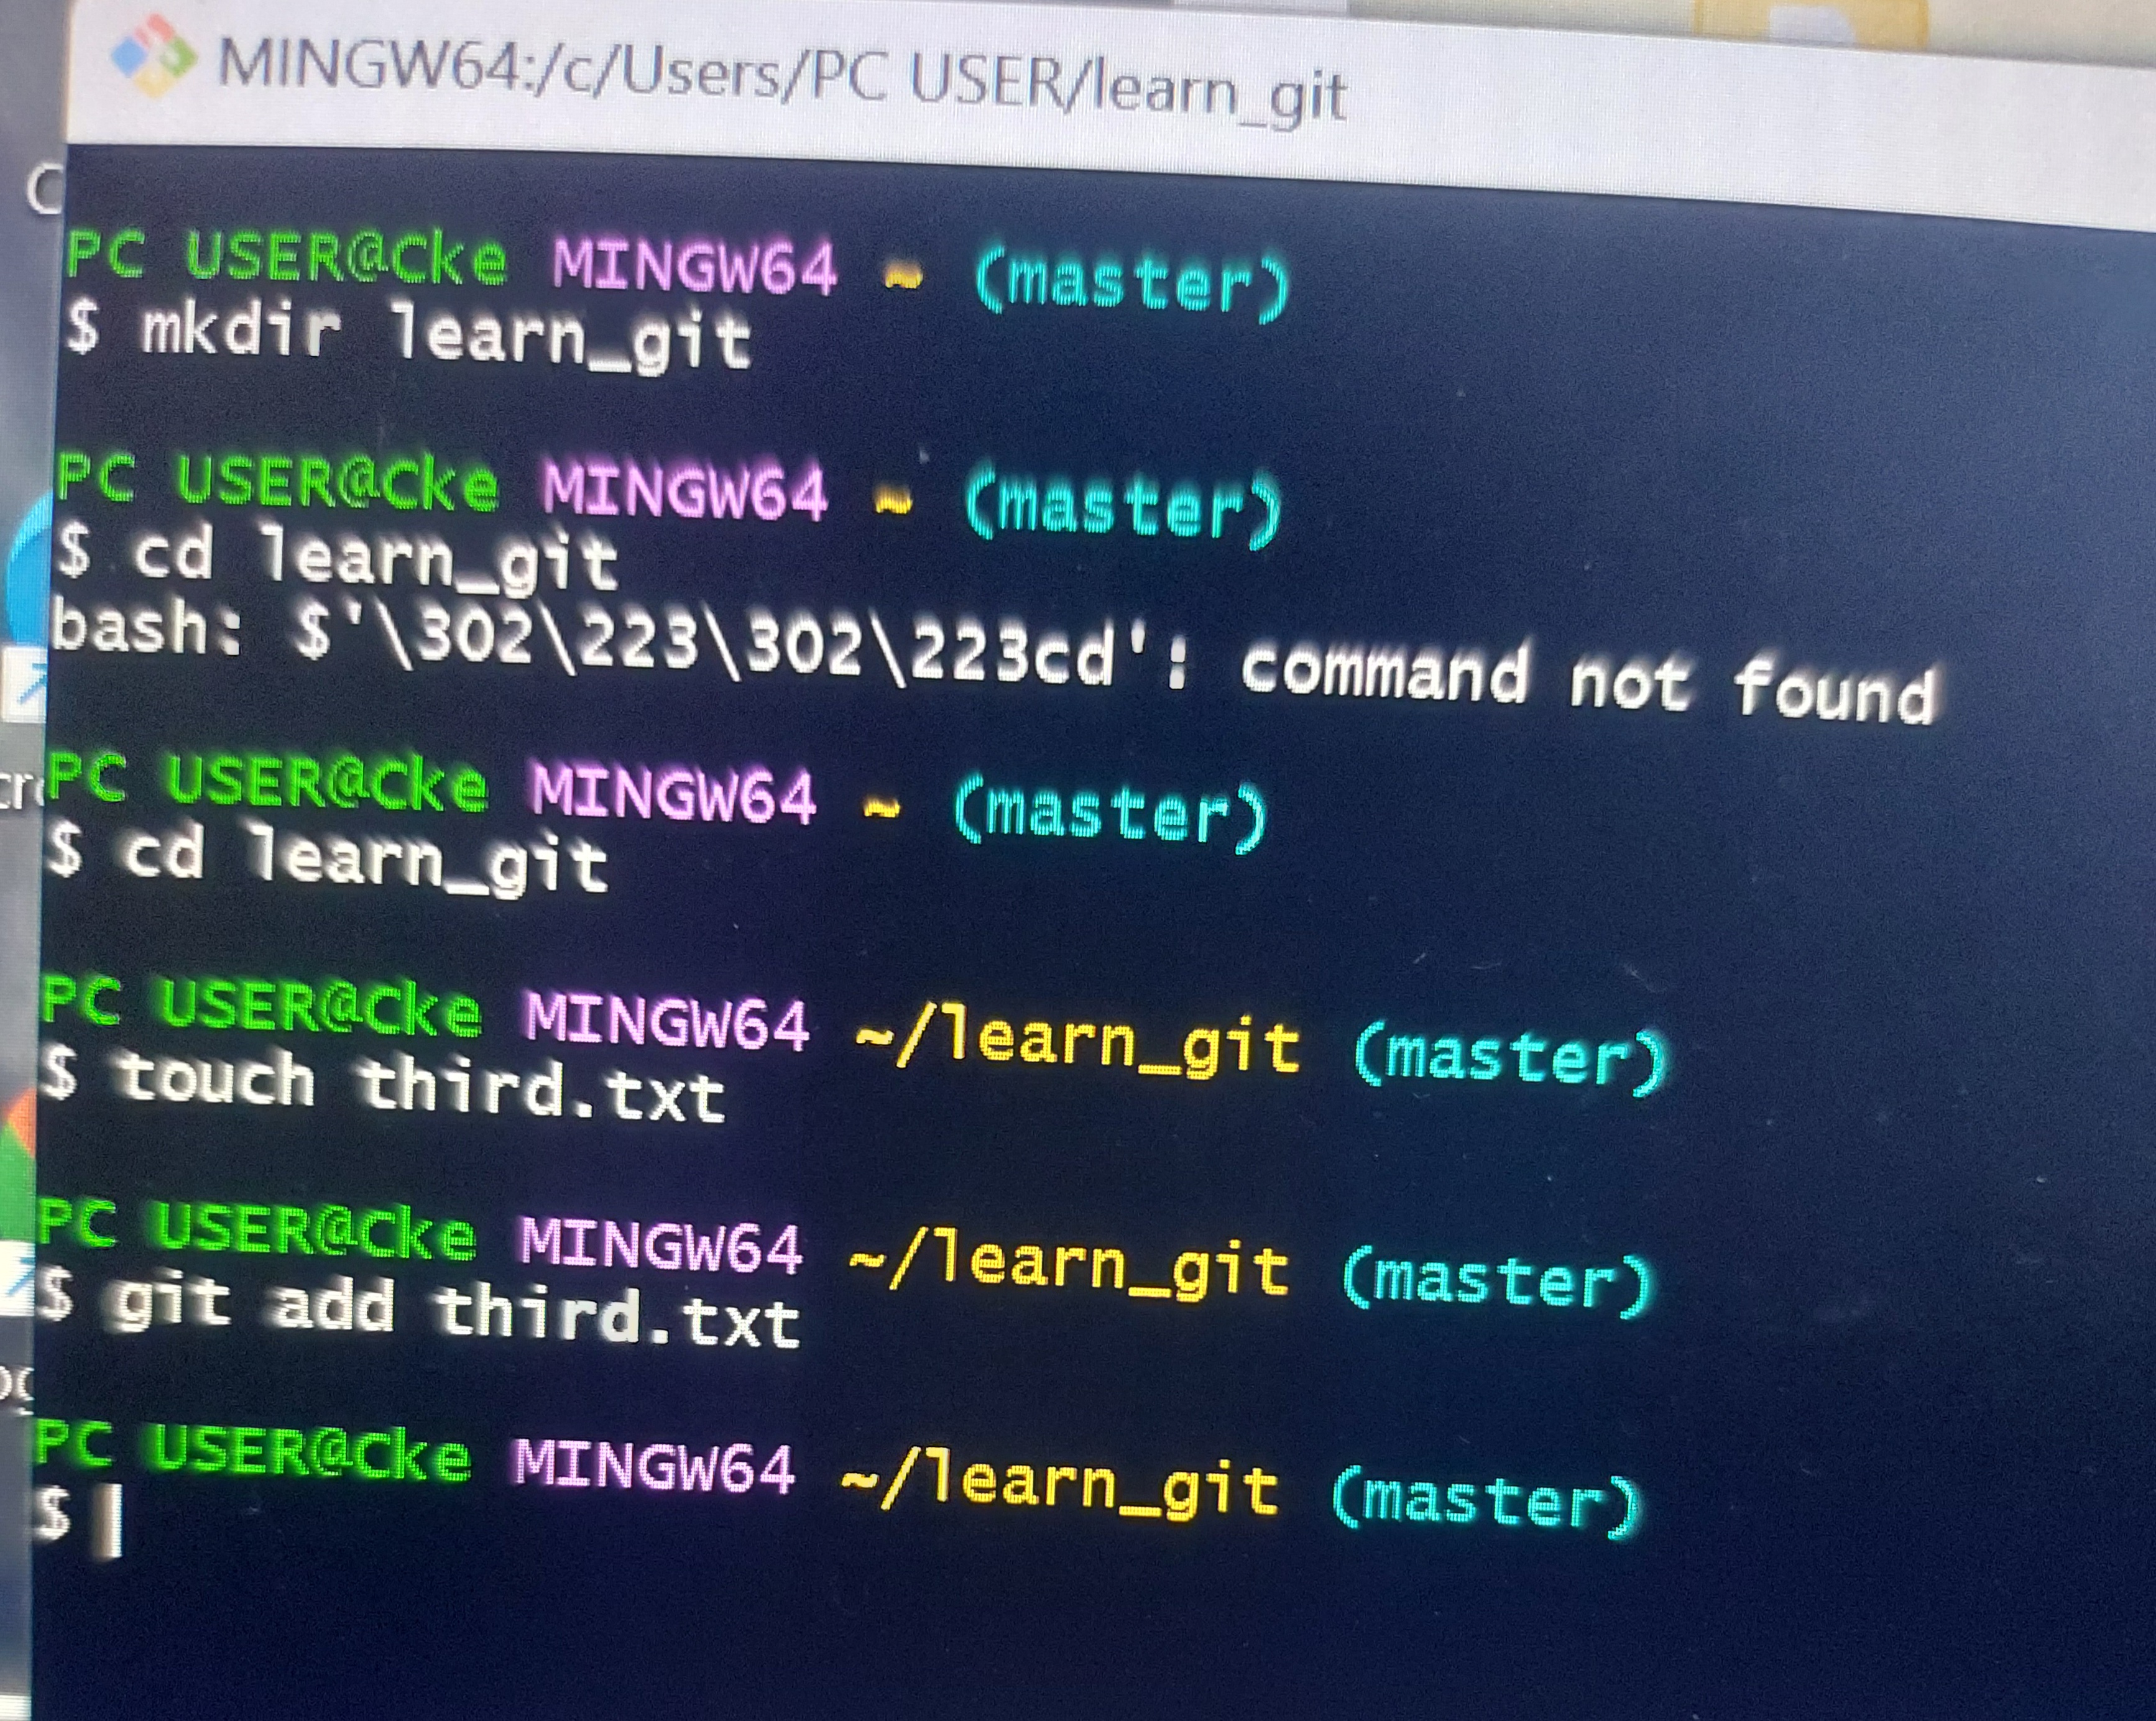 MINGW64:/c/Users/PC USER/learn_git
PC USER@Cke MINGW64 ~ (master)
$ mkdir learn_git
PC USER@Cke MINGW64 ~ (master)
$ cd learn_git
bash: $'\302\223\302\223cd': command not found
PC USER@Cke MINGW64 ~ (master)
$ cd learn_git
PC USER@Cke MINGW64 ~/learn_git (master)
$ touch third.txt
PC USER@Cke MINGW64 ~/learn_git (master)
$ git add third.txt
PC USER@Cke MINGW64 ~/learn_git (master)
$